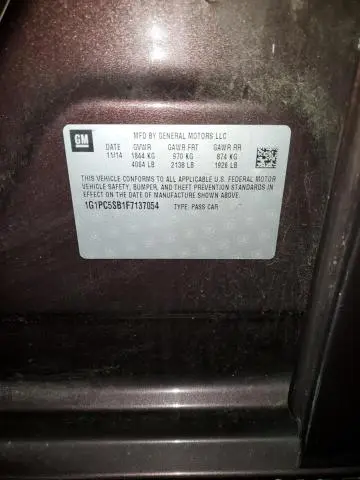 GM
MFD BY GENERAL MOTORS LLC
DATE GVWR GAWR FRT GAWR RR
11/14 1844 KG 970 KG 874 KG
4064 LB 2138 LB 1926 LB
THIS VEHICLE CONFORMS TO ALL APPLICABLE U.S. FEDERAL MOTOR
VEHICLE SAFETY, BUMPER, AND THEFT PREVENTION STANDARDS
IN EFFECT ON THE DATE OF MANUFACTURE SHOWN ABOVE.
1G1PC5SB1F7137054 TYPE: PASS CAR